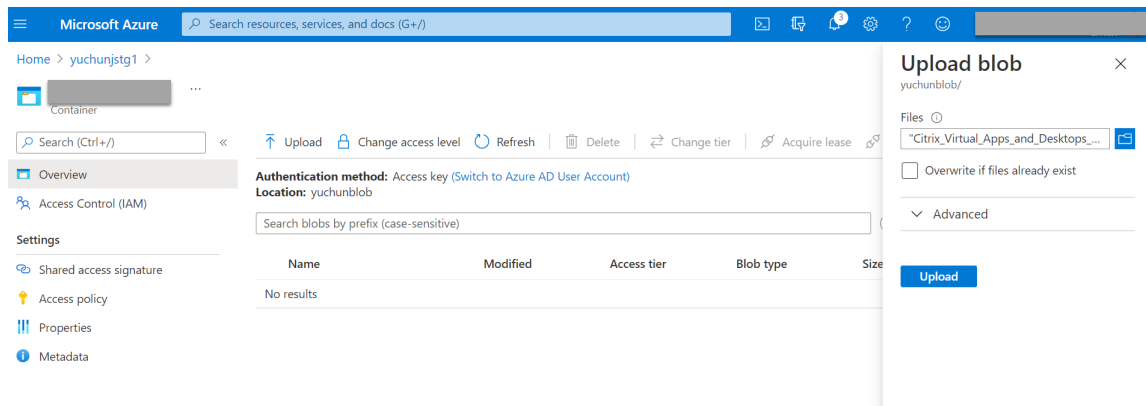 Microsoft Azure
Search resources, services, and docs (G+/)
3
Home > yuchunjstg1 >
...
Container
Search (Ctrl+/)
«
Overview
Access Control (IAM)
Settings
Shared access signature
Access policy
Properties
Metadata
Upload
Change access level
Refresh
Delete
Change tier
Acquire lease
Authentication method: Access key (Switch to Azure AD User Account)
Location: yuchunblob
Search blobs by prefix (case-sensitive)
Name Modified Access tier Blob type Size
No results
Upload blob
yuchunblob/
Files
"Citrix_Virtual_Apps_and_Desktops_...
Overwrite if files already exist
Advanced
Upload